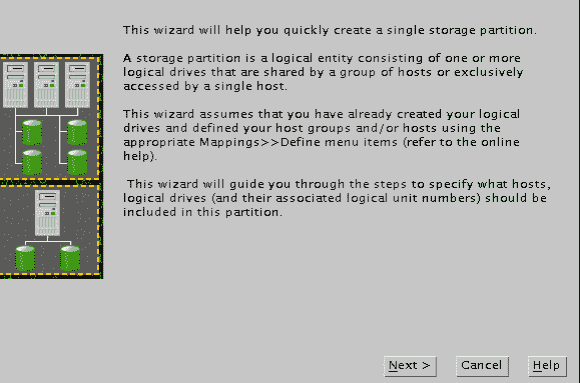 This wizard will help you quickly create a single storage partition.
A storage partition is a logical entity consisting of one or more
logical drives that are shared by a group of hosts or exclusively
accessed by a single host.
This wizard assumes that you have already created your logical
drives and defined your host groups and/or hosts using the
appropriate Mappings>>Define menu items (refer to the online
help).
This wizard will guide you through the steps to specify what hosts,
logical drives (and their associated logical unit numbers) should be
included in this partition.
Next >
Cancel
Help